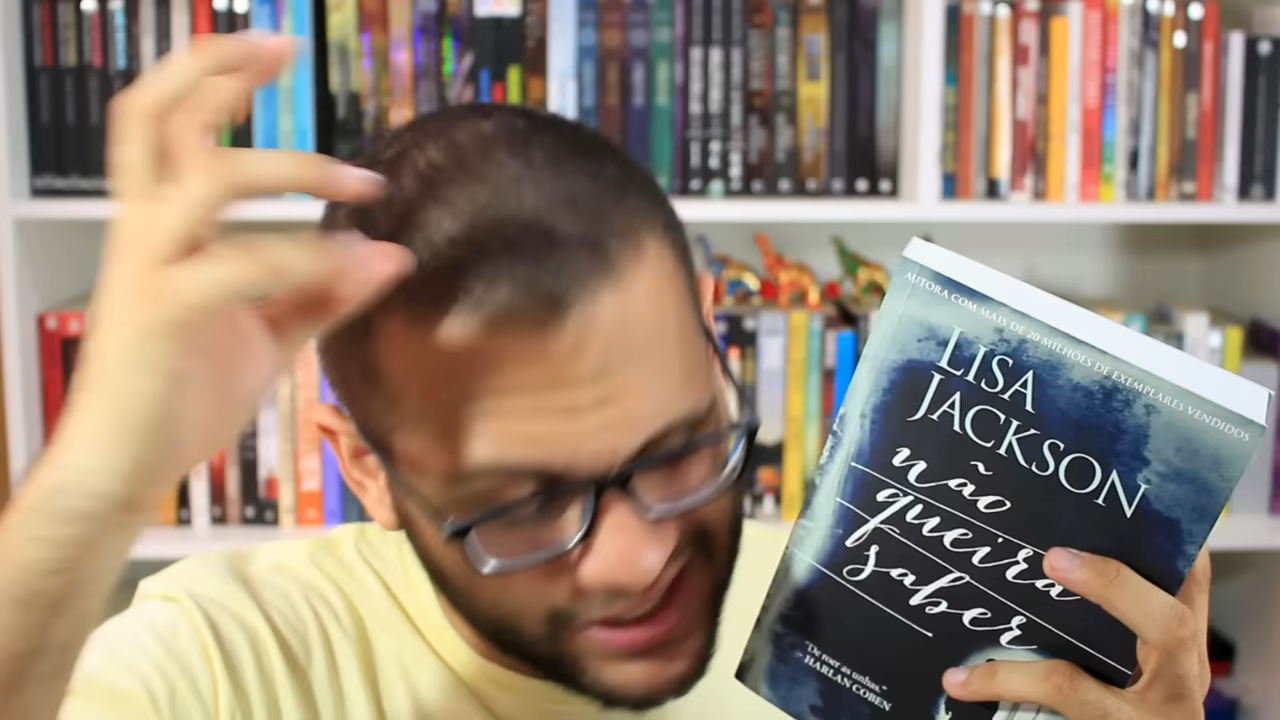 AUTORA COM MAIS DE 20 MILHÕES DE EXEMPLARES VENDIDOS
LISA
JACKSON
não
queira
saber
"De roer as unhas."
- HARLAN COBEN